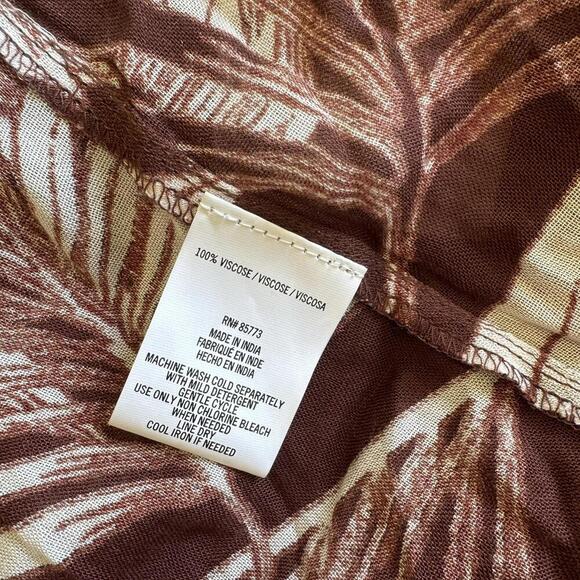 100% VISCOSE / VISCOSE / VISCOSA
RN# 85773
MADE IN INDIA
FABRIQUE EN INDE
HECHO EN INDIA
MACHINE WASH COLD SEPARATELY
WITH MILD DETERGENT
GENTLE CYCLE
USE ONLY NON CHLORINE BLEACH
WHEN NEEDED
LINE DRY
COOL IRON IF NEEDED